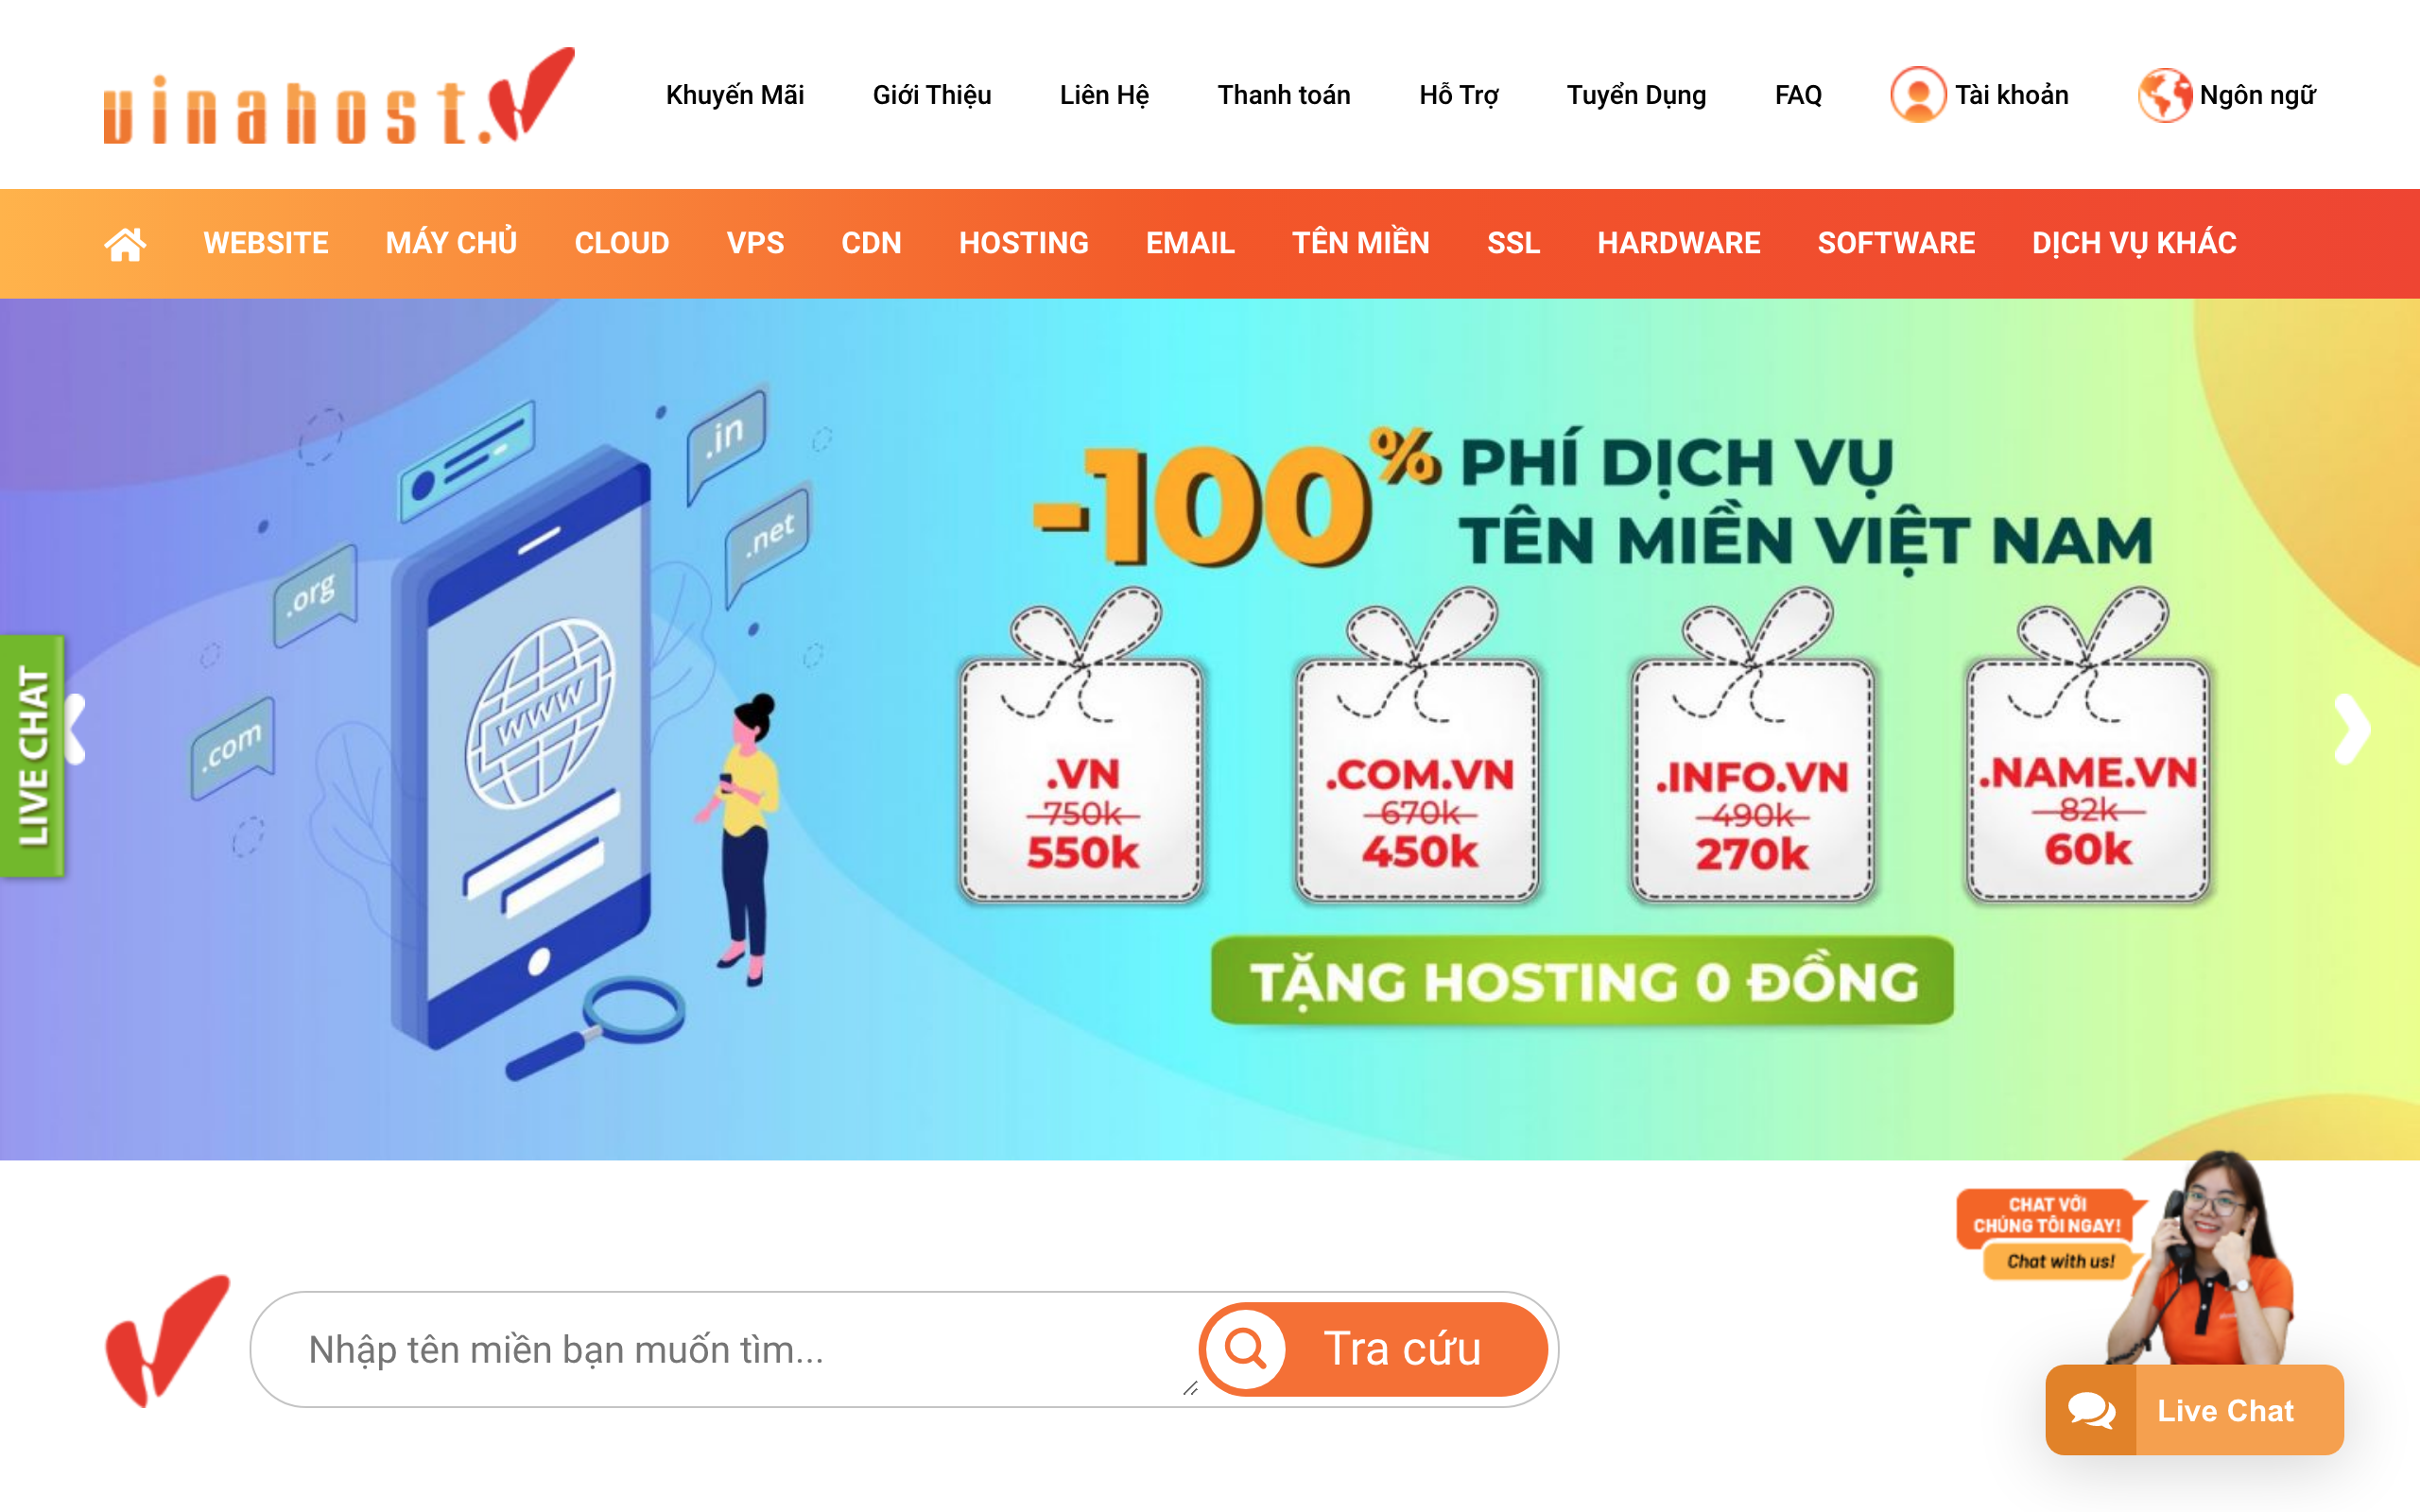 vinahost.
Khuyến Mãi Giới Thiệu Liên Hệ Thanh toán Hỗ Trợ Tuyển Dụng FAQ Tài khoản Ngôn ngữ
WEBSITE MÁY CHỦ CLOUD VPS CDN HOSTING EMAIL TÊN MIỀN SSL HARDWARE SOFTWARE DỊCH VỤ KHÁC
.in
.net
.org
.com
WWW
-100% PHÍ DỊCH VỤ
TÊN MIỀN VIỆT NAM
.VN
750k
550k
.COM.VN
670k
450k
.INFO.VN
490k
270k
.NAME.VN
82k
60k
TẶNG HOSTING 0 ĐỒNG
LIVE CHAT
CHAT VỚI
CHÚNG TÔI NGAY!
Chat with us!
Nhập tên miền bạn muốn tìm...
Tra cứu
Live Chat